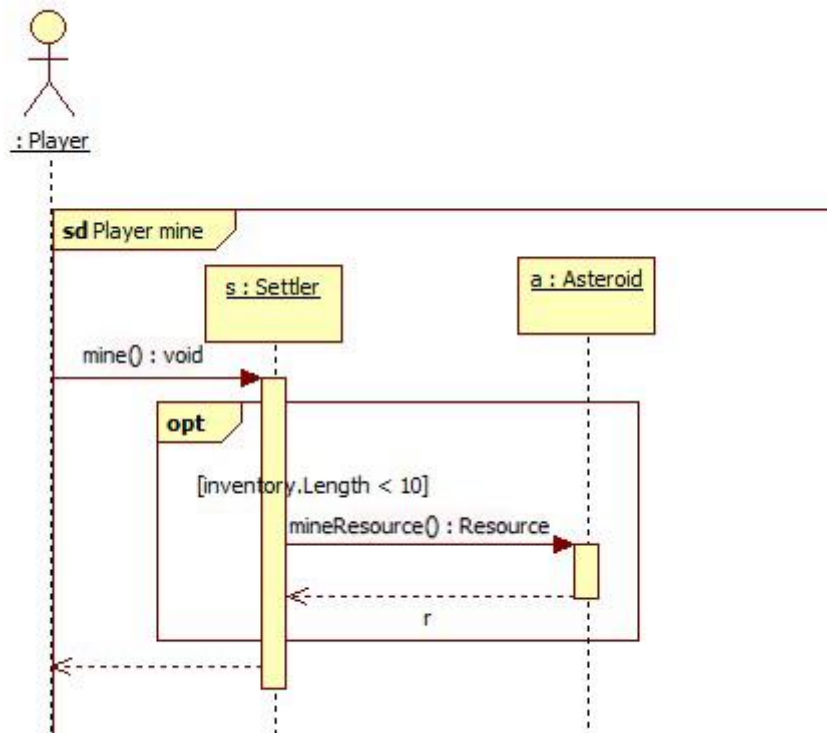 : Player
sd Player mine
s : Settler
a : Asteroid
mine() : void
opt
[inventory.Length < 10]
mineResource() : Resource
r